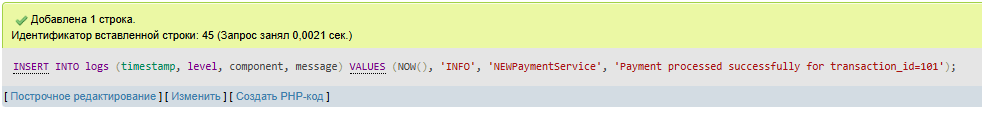 Добавлена 1 строка.
Идентификатор вставленной строки: 45 (Запрос занял 0,0021 сек.)
INSERT INTO logs (timestamp, level, component, message) VALUES (NOW(), 'INFO', 'NEWPaymentService', 'Payment processed successfully for transaction_id=101');
[ Построчное редактирование ] [ Изменить ] [ Создать PHP-код ]